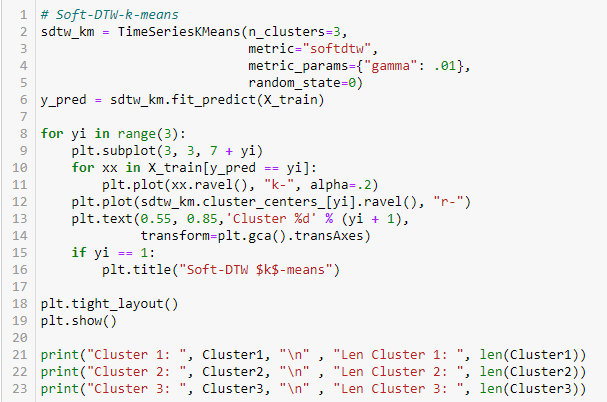 1 # Soft-DTW-k-means
2 sdtw_km = TimeSeriesKMeans(n_clusters=3,
3                            metric="softdtw",
4                            metric_params={"gamma": .01},
5                            random_state=0)
6 y_pred = sdtw_km.fit_predict(X_train)
7
8 for yi in range(3):
9     plt.subplot(3, 3, 7 + yi)
10     for xx in X_train[y_pred == yi]:
11         plt.plot(xx.ravel(), "k-", alpha=.2)
12     plt.plot(sdtw_km.cluster_centers_[yi].ravel(), "r-")
13     plt.text(0.55, 0.85,'Cluster %d' % (yi + 1),
14              transform=plt.gca().transAxes)
15     if yi == 1:
16         plt.title("Soft-DTW $k$-means")
17
18 plt.tight_layout()
19 plt.show()
20
21 print("Cluster 1: ", Cluster1, "\n" , "Len Cluster 1: ", len(Cluster1))
22 print("Cluster 2: ", Cluster2, "\n" , "Len Cluster 2: ", len(Cluster2))
23 print("Cluster 3: ", Cluster3, "\n" , "Len Cluster 3: ", len(Cluster3))